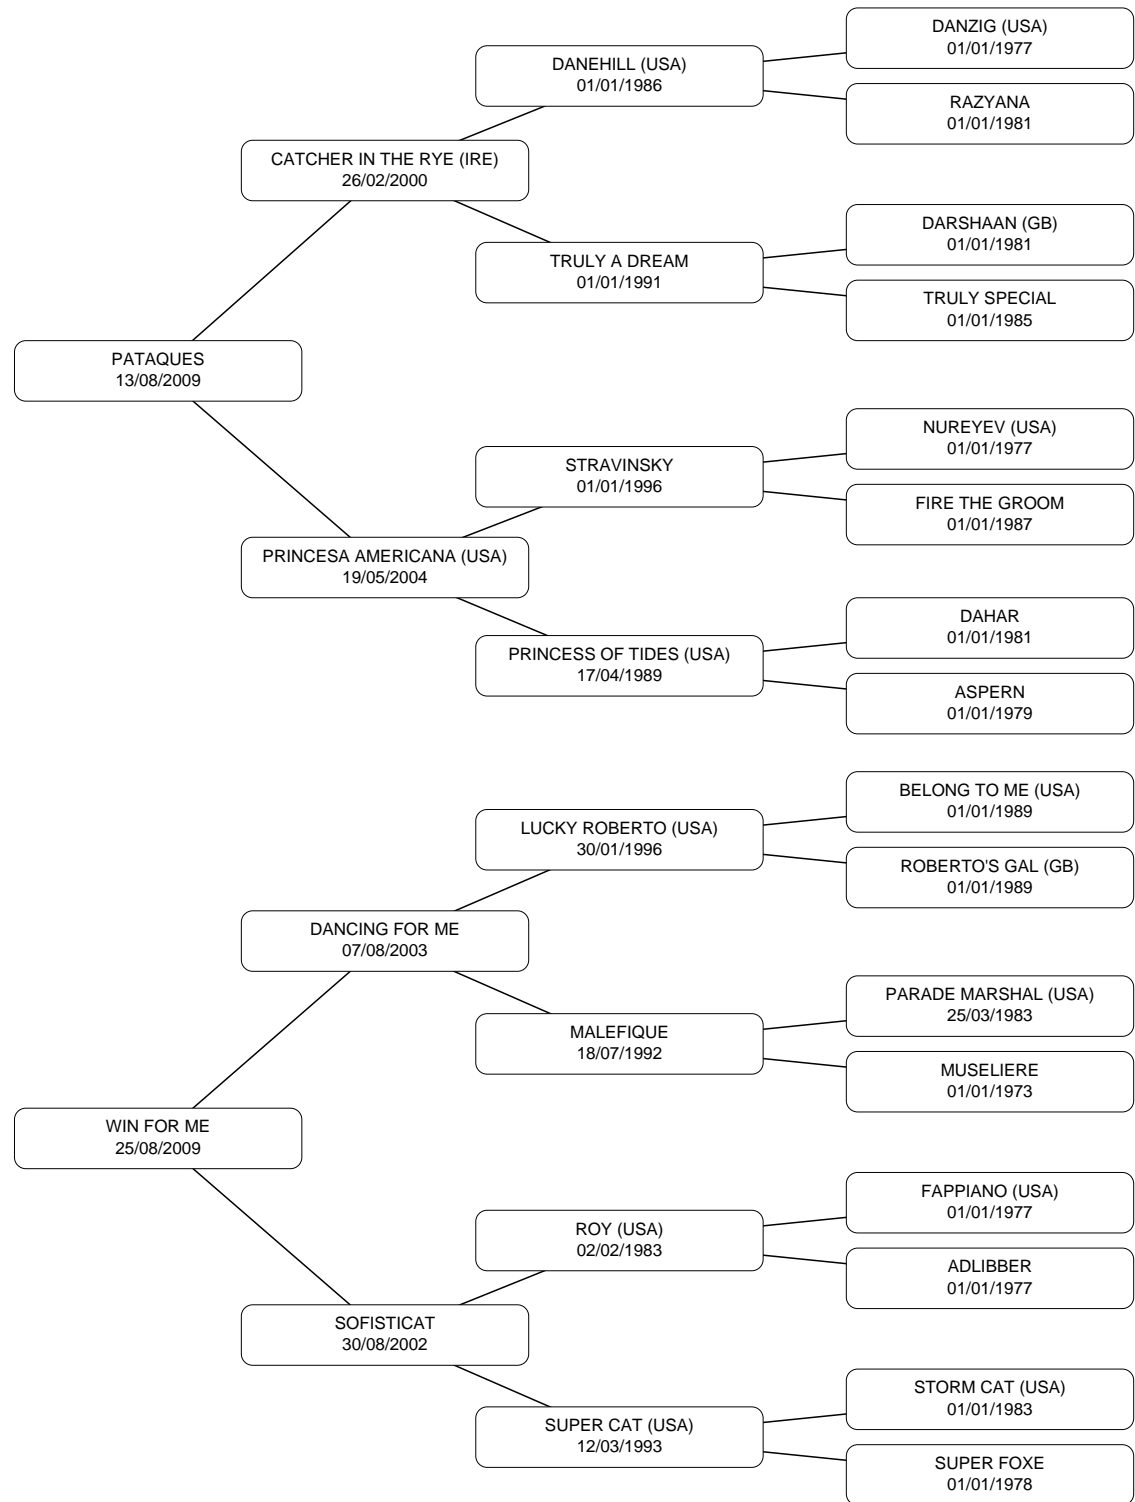 DANZIG (USA)
01/01/1977
DANEHILL (USA)
01/01/1986
RAZYANA
01/01/1981
CATCHER IN THE RYE (IRE)
26/02/2000
DARSHAAN (GB)
01/01/1981
TRULY A DREAM
01/01/1991
TRULY SPECIAL
01/01/1985
PATAQUES
13/08/2009
NUREYEV (USA)
01/01/1977
STRAVINSKY
01/01/1996
FIRE THE GROOM
01/01/1987
PRINCESA AMERICANA (USA)
19/05/2004
DAHAR
01/01/1981
PRINCESS OF TIDES (USA)
17/04/1989
ASPERN
01/01/1979
BELONG TO ME (USA)
01/01/1989
LUCKY ROBERTO (USA)
30/01/1996
ROBERTO'S GAL (GB)
01/01/1989
DANCING FOR ME
07/08/2003
PARADE MARSHAL (USA)
25/03/1983
MALEFIQUE
18/07/1992
MUSELIERE
01/01/1973
WIN FOR ME
25/08/2009
FAPPIANO (USA)
01/01/1977
ROY (USA)
02/02/1983
ADLIBBER
01/01/1977
SOFISTICAT
30/08/2002
STORM CAT (USA)
01/01/1983
SUPER CAT (USA)
12/03/1993
SUPER FOXE
01/01/1978